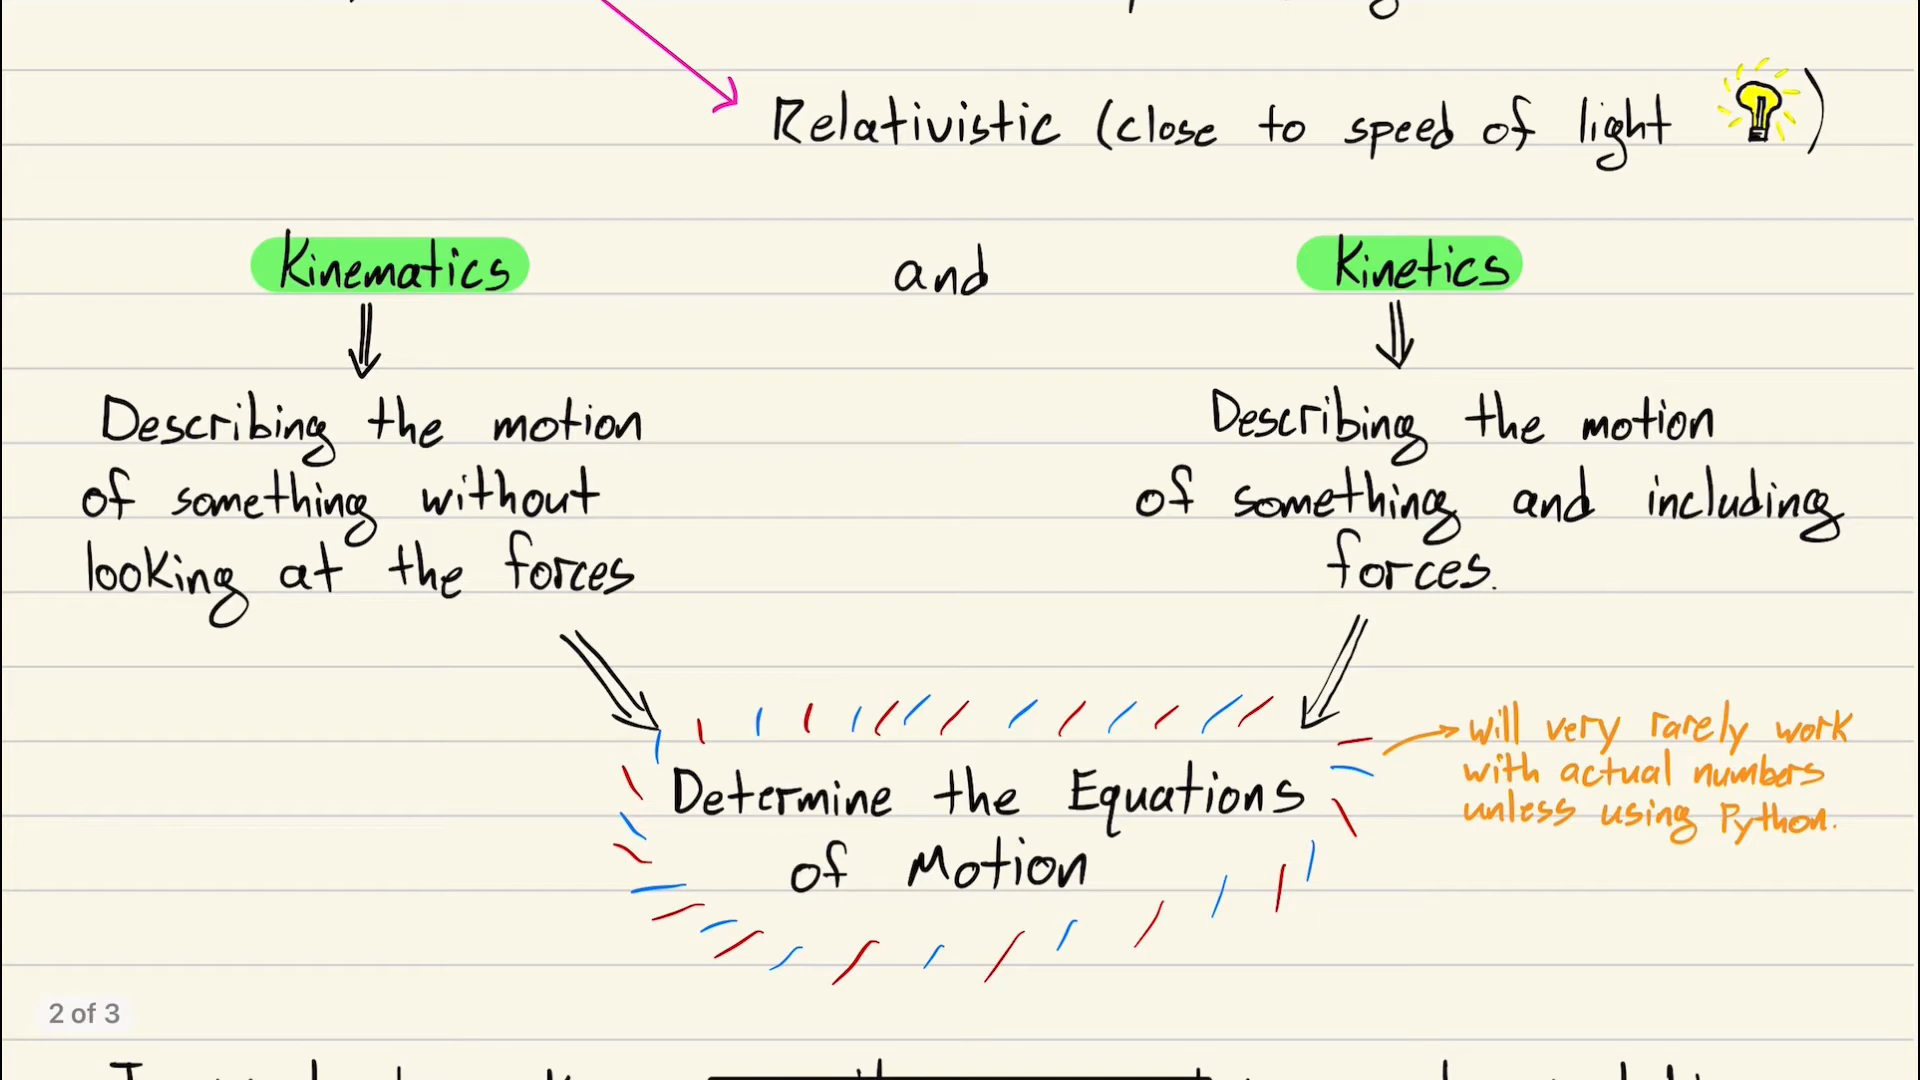 Relativistic (close to speed of light )
Kinematics and Kinetics
Describing the motion
of something without
looking at the forces
Describing the motion
of something and including
forces.
Determine the Equations
of Motion
will very rarely work
with actual numbers
unless using Python.
2 of 3